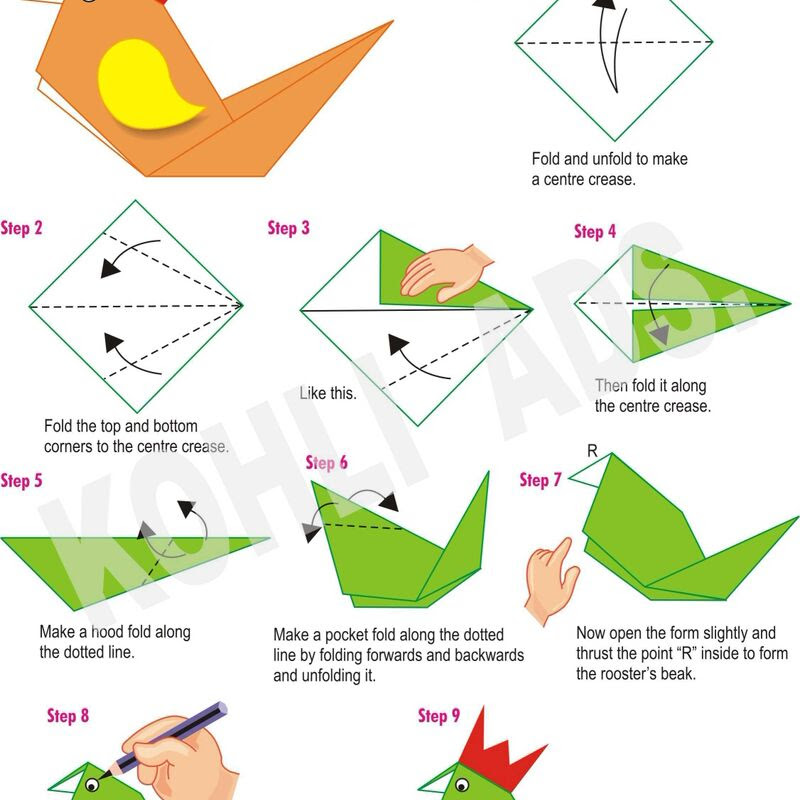 Fold and unfold to make
a centre crease.
Step 2
Fold the top and bottom
corners to the centre crease.
Step 3
Like this.
Step 4
Then fold it along
the centre crease.
Step 5
Make a hood fold along
the dotted line.
Step 6
Make a pocket fold along the dotted
line by folding forwards and backwards
and unfolding it.
Step 7
R
Now open the form slightly and
thrust the point “R” inside to form
the rooster’s beak.
Step 8
Step 9
KOHLI ADS.